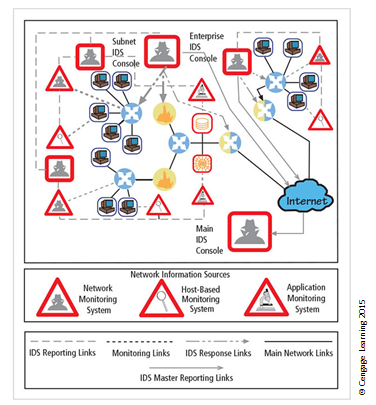 Subnet
IDS
Console
Enterprise
IDS
Console
Internet
Main
IDS
Console
Network Information Sources
Network
Monitoring
System
Host-Based
Monitoring
System
Application
Monitoring
System
IDS Reporting Links
Monitoring Links
IDS Response Links
Main Network Links
IDS Master Reporting Links
© Cengage Learning 2015